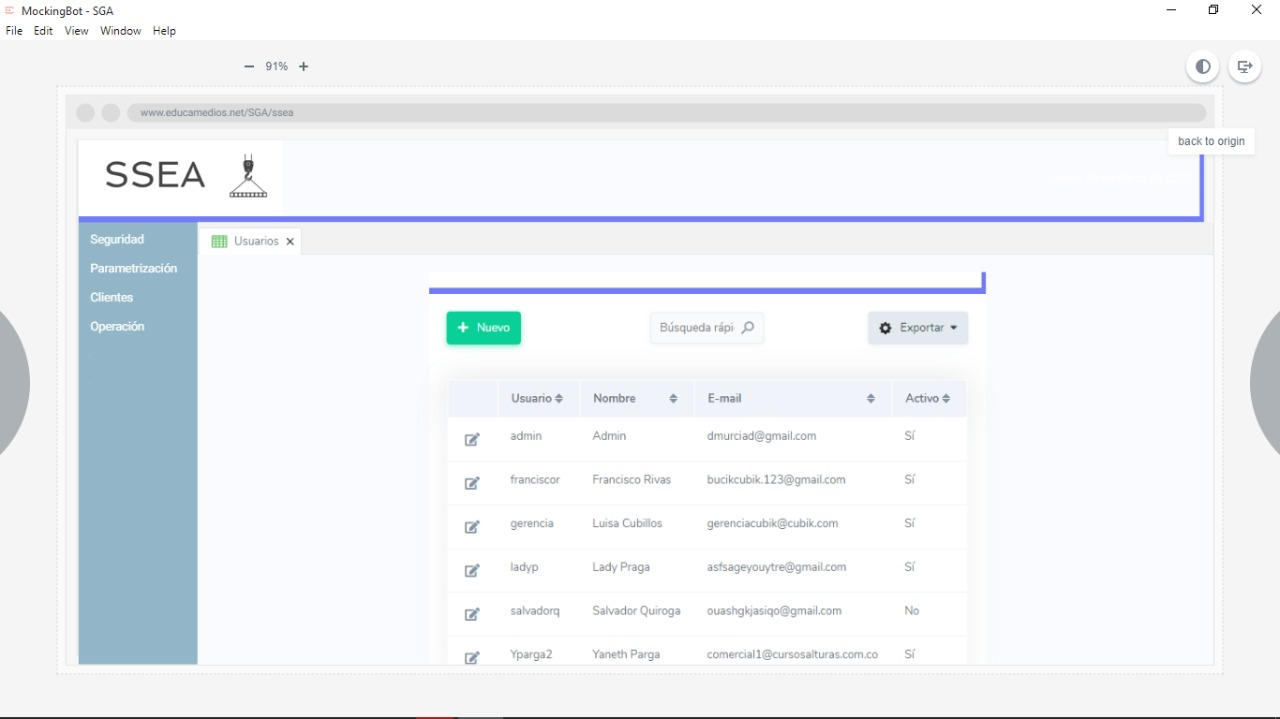 MockingBot - SGA
File Edit View Window Help
91%
www.educamedios.net/SGA/ssea
back to origin
SSEA
Seguridad
Parametrización
Clientes
Operación
Usuarios
Nuevo
Búsqueda rápi
Exportar
Usuario Nombre E-mail Activo
admin Admin dmurciad@gmail.com Sí
franciscor Francisco Rivas bucikcubik.123@gmail.com Sí
gerencia Luisa Cubillos gerenciacubik@cubik.com Sí
ladyp Lady Praga asfsageyouytre@gmail.com Sí
salvadorq Salvador Quiroga ouashgkjasiqo@gmail.com No
Yparga2 Yaneth Parga comercial1@cursosalturas.com.co Sí